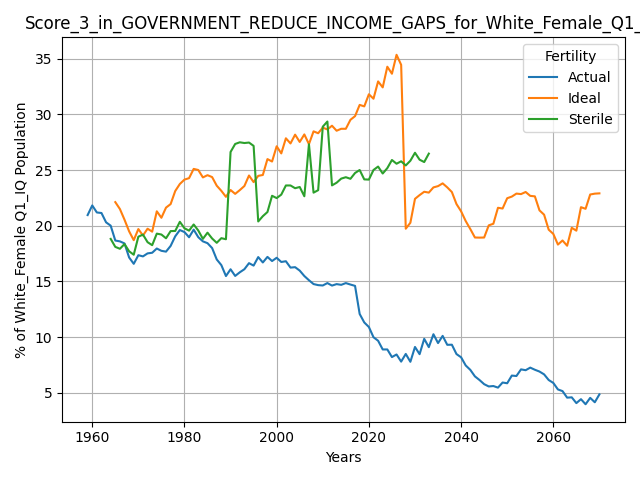 Score_3_in_GOVERNMENT_REDUCE_INCOME_GAPS_for_White_Female_Q1_
Fertility
Actual
Ideal
Sterile
% of White_Female Q1_IQ Population
35
30
25
20
15
10
5
1960 1980 2000 2020 2040 2060
Years